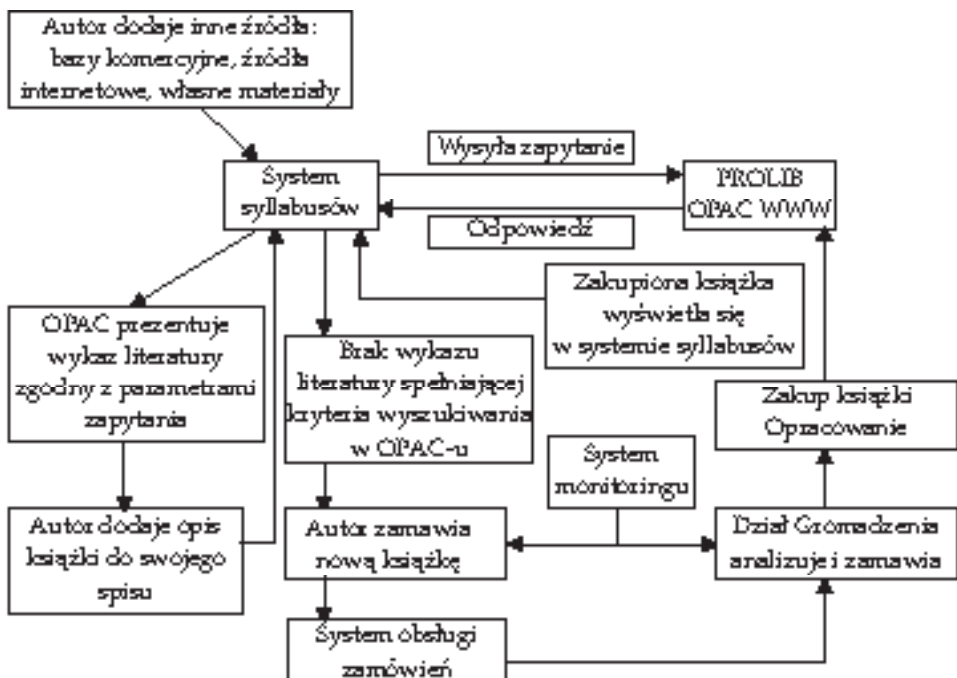 Autor dodaje inne źródła:
bazy komercyjne, źródła
internetowe, własne materiały
Wysyła zapytanie
System
syllabusów
PROLIB
OPAC WWW
Odpowiedź
Zakupiona książka
wyświetla się
w systemie syllabusów
OPAC prezentuje
wykaz literatury
zgodny z parametrami
zapytania
Brak wykazu
literatury spełniającej
kryteria wyszukiwania
w OPAC-u
Zakup książki
Opracowanie
System
monitoringu
Autor dodaje opis
książki do swojego
spisu
Autor zamawia
nową książkę
Dział Gromadzenia
analizuje i zamawia
System obsługi
zamówień